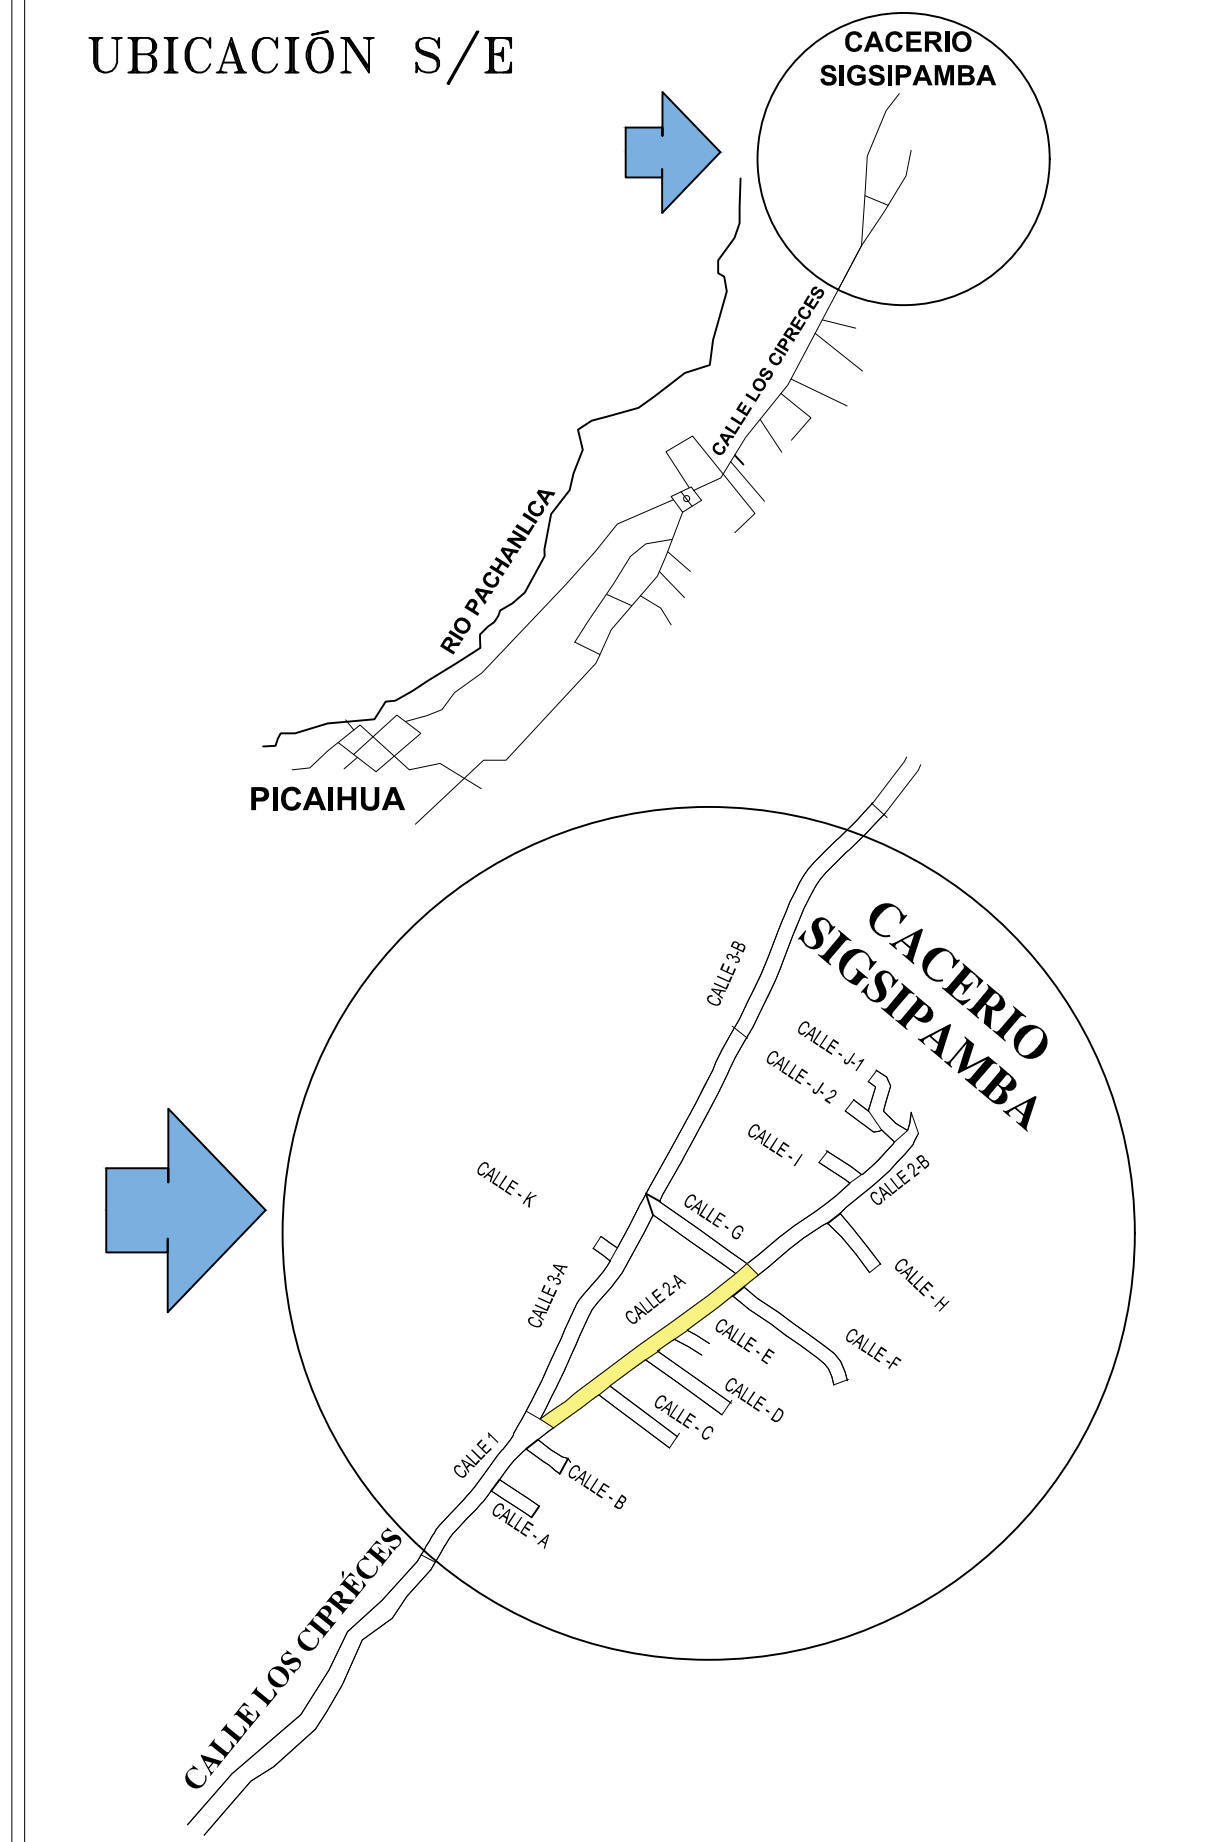 UBICACIÓN S/E
CACERIO
SIGSIPAMBA
CALLE LOS CIPRECES
RIO PACHANLICA
PICAIHUA
CACERIO
SIGSIPAMBA
CALLE 3-B
CALLE - J-1
CALLE - J- 2
CALLE - I
CALLE 2-B
CALLE - K
CALLE - G
CALLE - H
CALLE 3-A
CALLE 2-A
CALLE - E
CALLE -F
CALLE - D
CALLE - C
CALLE 1
CALLE - B
CALLE - A
CALLE LOS CIPRÉCES